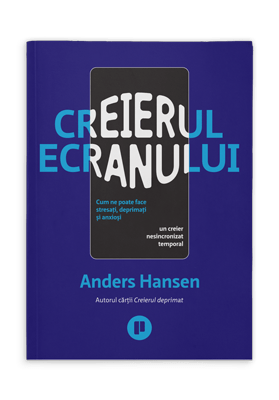 CREIERUL
ECRANULUI
Cum ne poate face
stresați, deprimați
și anxioși
un creier
nesincronizat
temporal
Anders Hansen
Autorul cărții Creierul deprimat
p